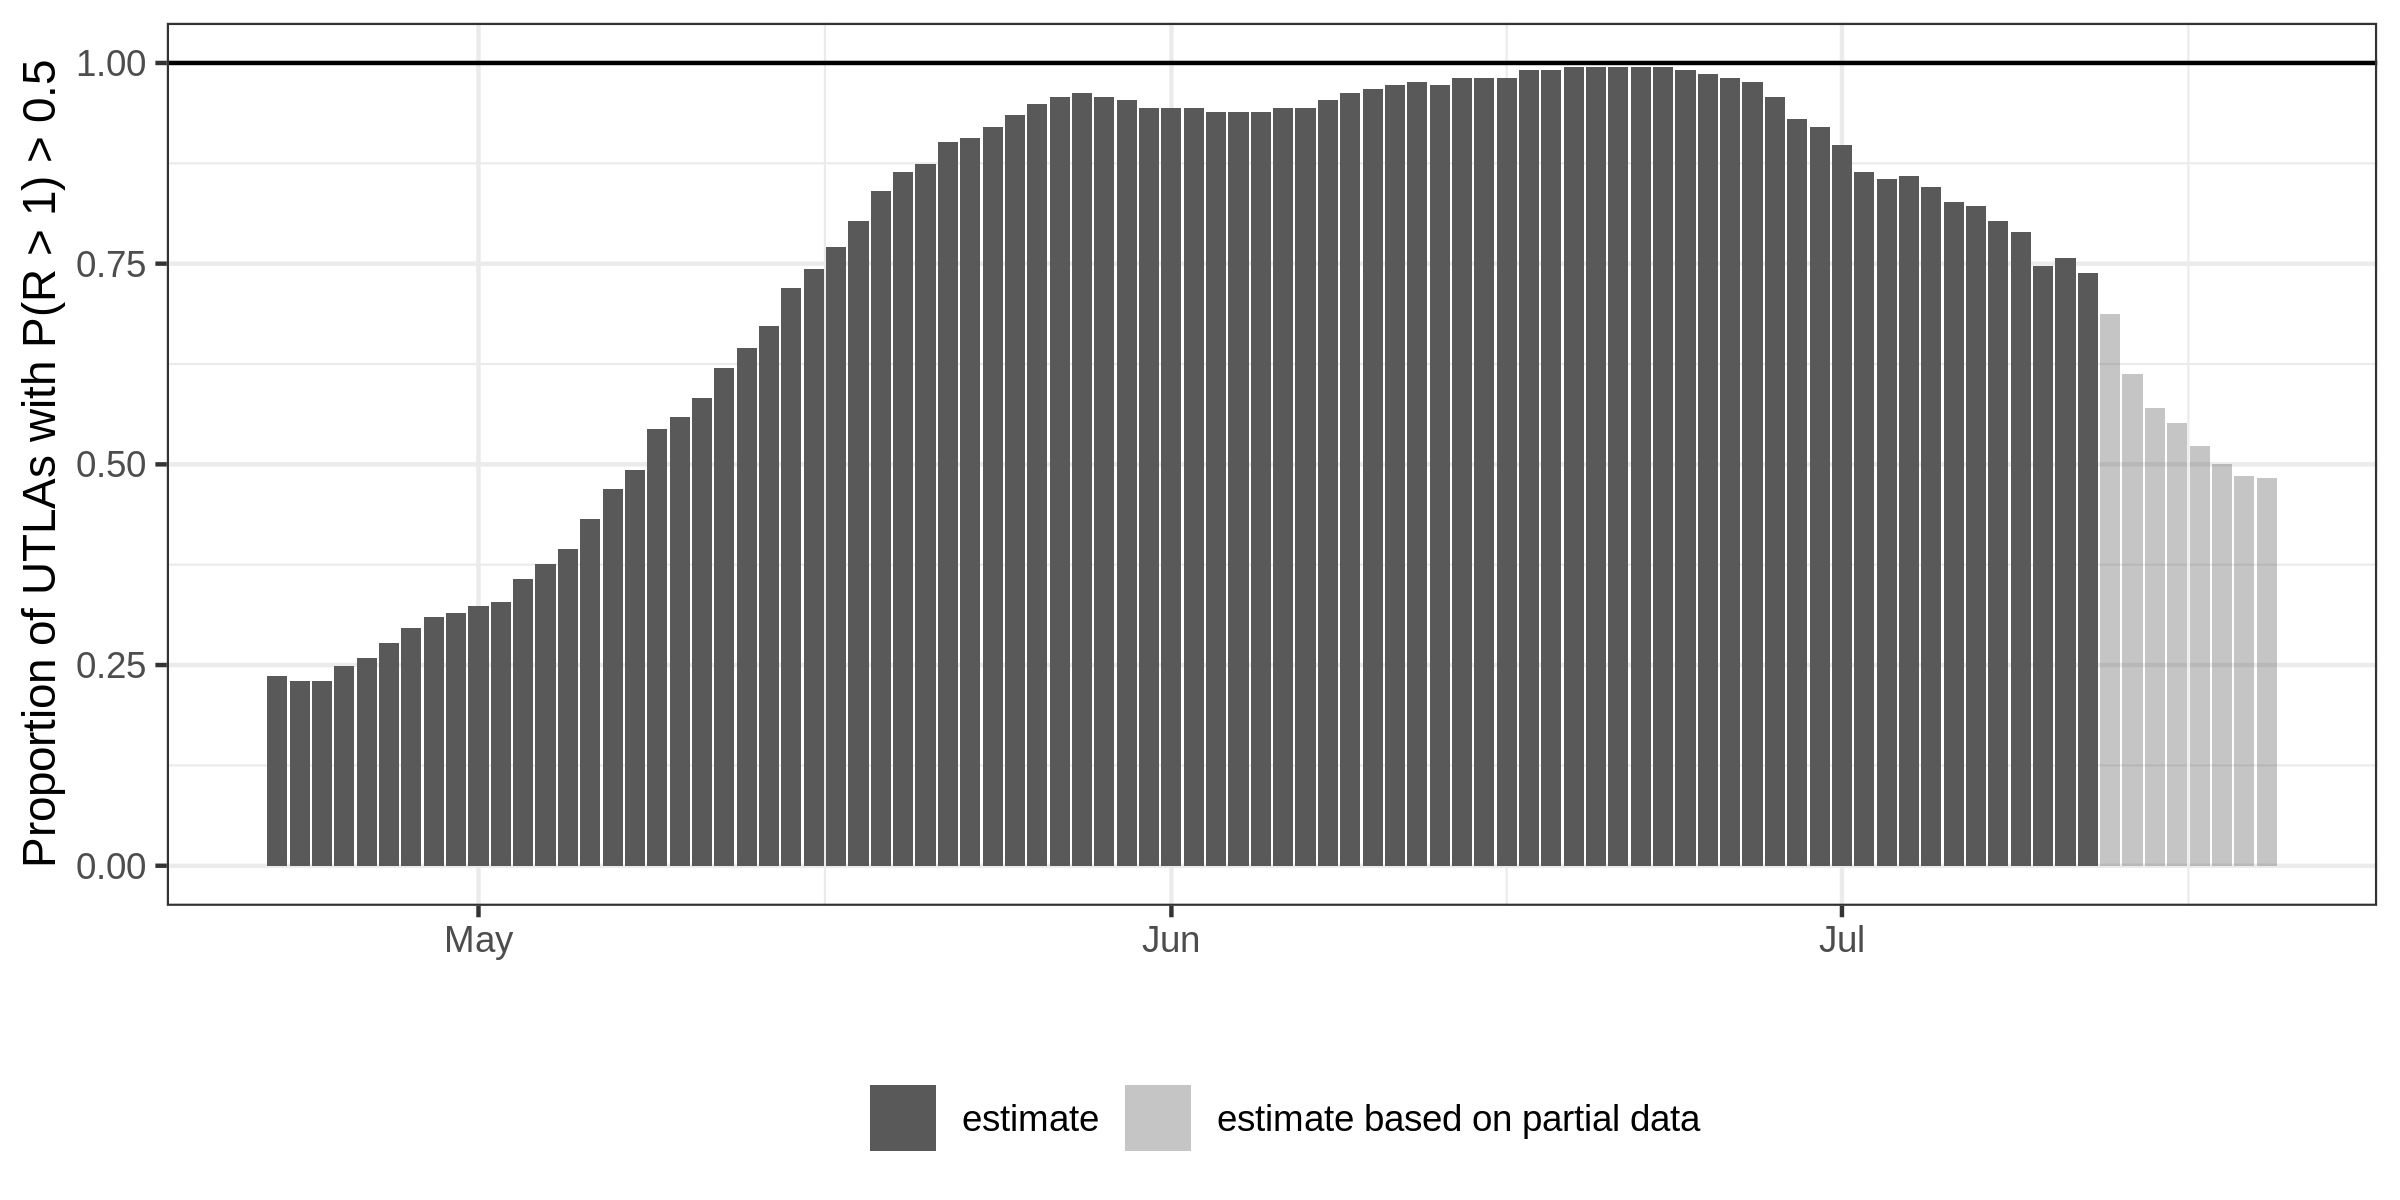 Proportion of UTLAs with P(R > 1) > 0.5
1.00
0.75
0.50
0.25
0.00
May Jun Jul
estimate estimate based on partial data